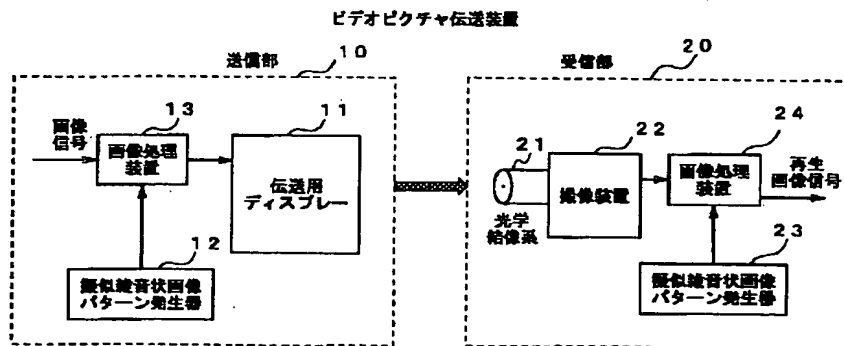 ビデオピクチャ伝送装置
送信部
10
受信部
20
画像
信号
13
画像処理
装置
11
伝送用
ディスプレー
12
擬似雑音状画像
パターン発生器
21
光学
結像系
22
撮像装置
24
画像処理
装置
再生
画像信号
23
擬似雑音状画像
パターン発生器